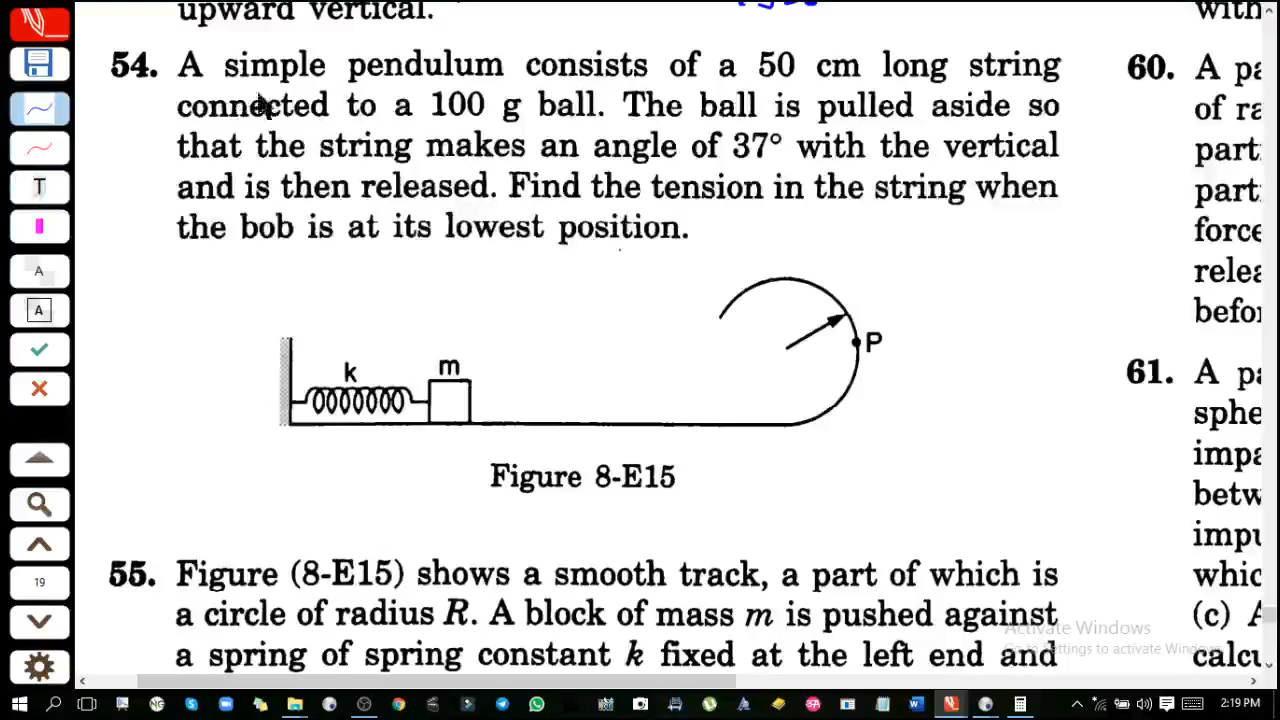 upward vertical.
54. A simple pendulum consists of a 50 cm long string
connected to a 100 g ball. The ball is pulled aside so
that the string makes an angle of 37° with the vertical
and is then released. Find the tension in the string when
the bob is at its lowest position.
k
m
P
Figure 8-E15
55. Figure (8-E15) shows a smooth track, a part of which is
a circle of radius R. A block of mass m is pushed against
a spring of spring constant k fixed at the left end and
with
60. A pa
of ra
part
part
force
relea
befo
61. A pa
sphe
impa
betw
impu
whic
(c) A
calcu
Activate Windows
Go to Settings to activate Windows.
T
A
A
19
2:19 PM